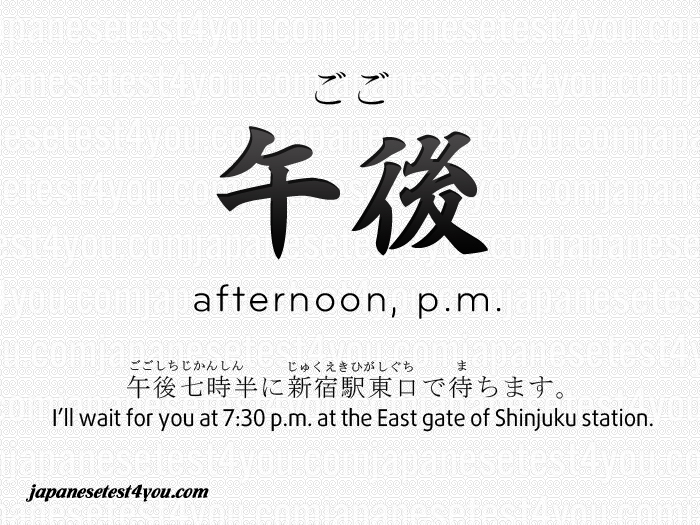 ごご
午後
afternoon, p.m.
ごごしちじかんしん じゅくえきひがしぐち ま
午後七時半に新宿駅東口で待ちます。
I'll wait for you at 7:30 p.m. at the East gate of Shinjuku station.
japanesetest4you.com